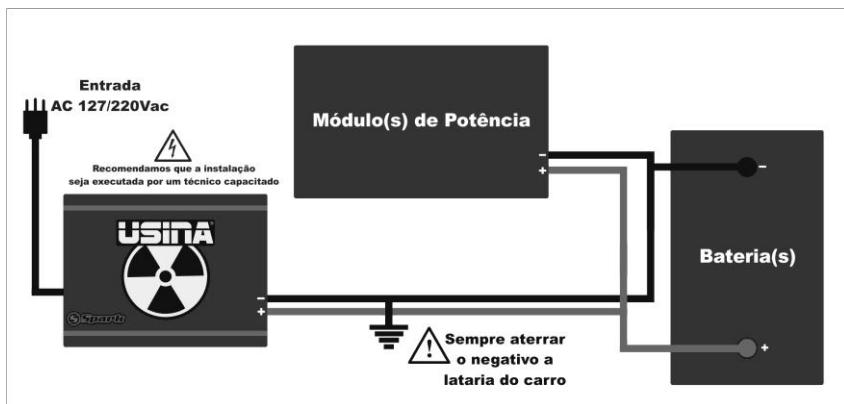 Entrada
AC 127/220Vac
Recomendamos que a instalação
seja executada por um técnico capacitado
USINA
Spark
Módulo(s) de Potência
-
+
-
+
Sempre aterrar
o negativo a
lataria do carro
-
Bateria(s)
+